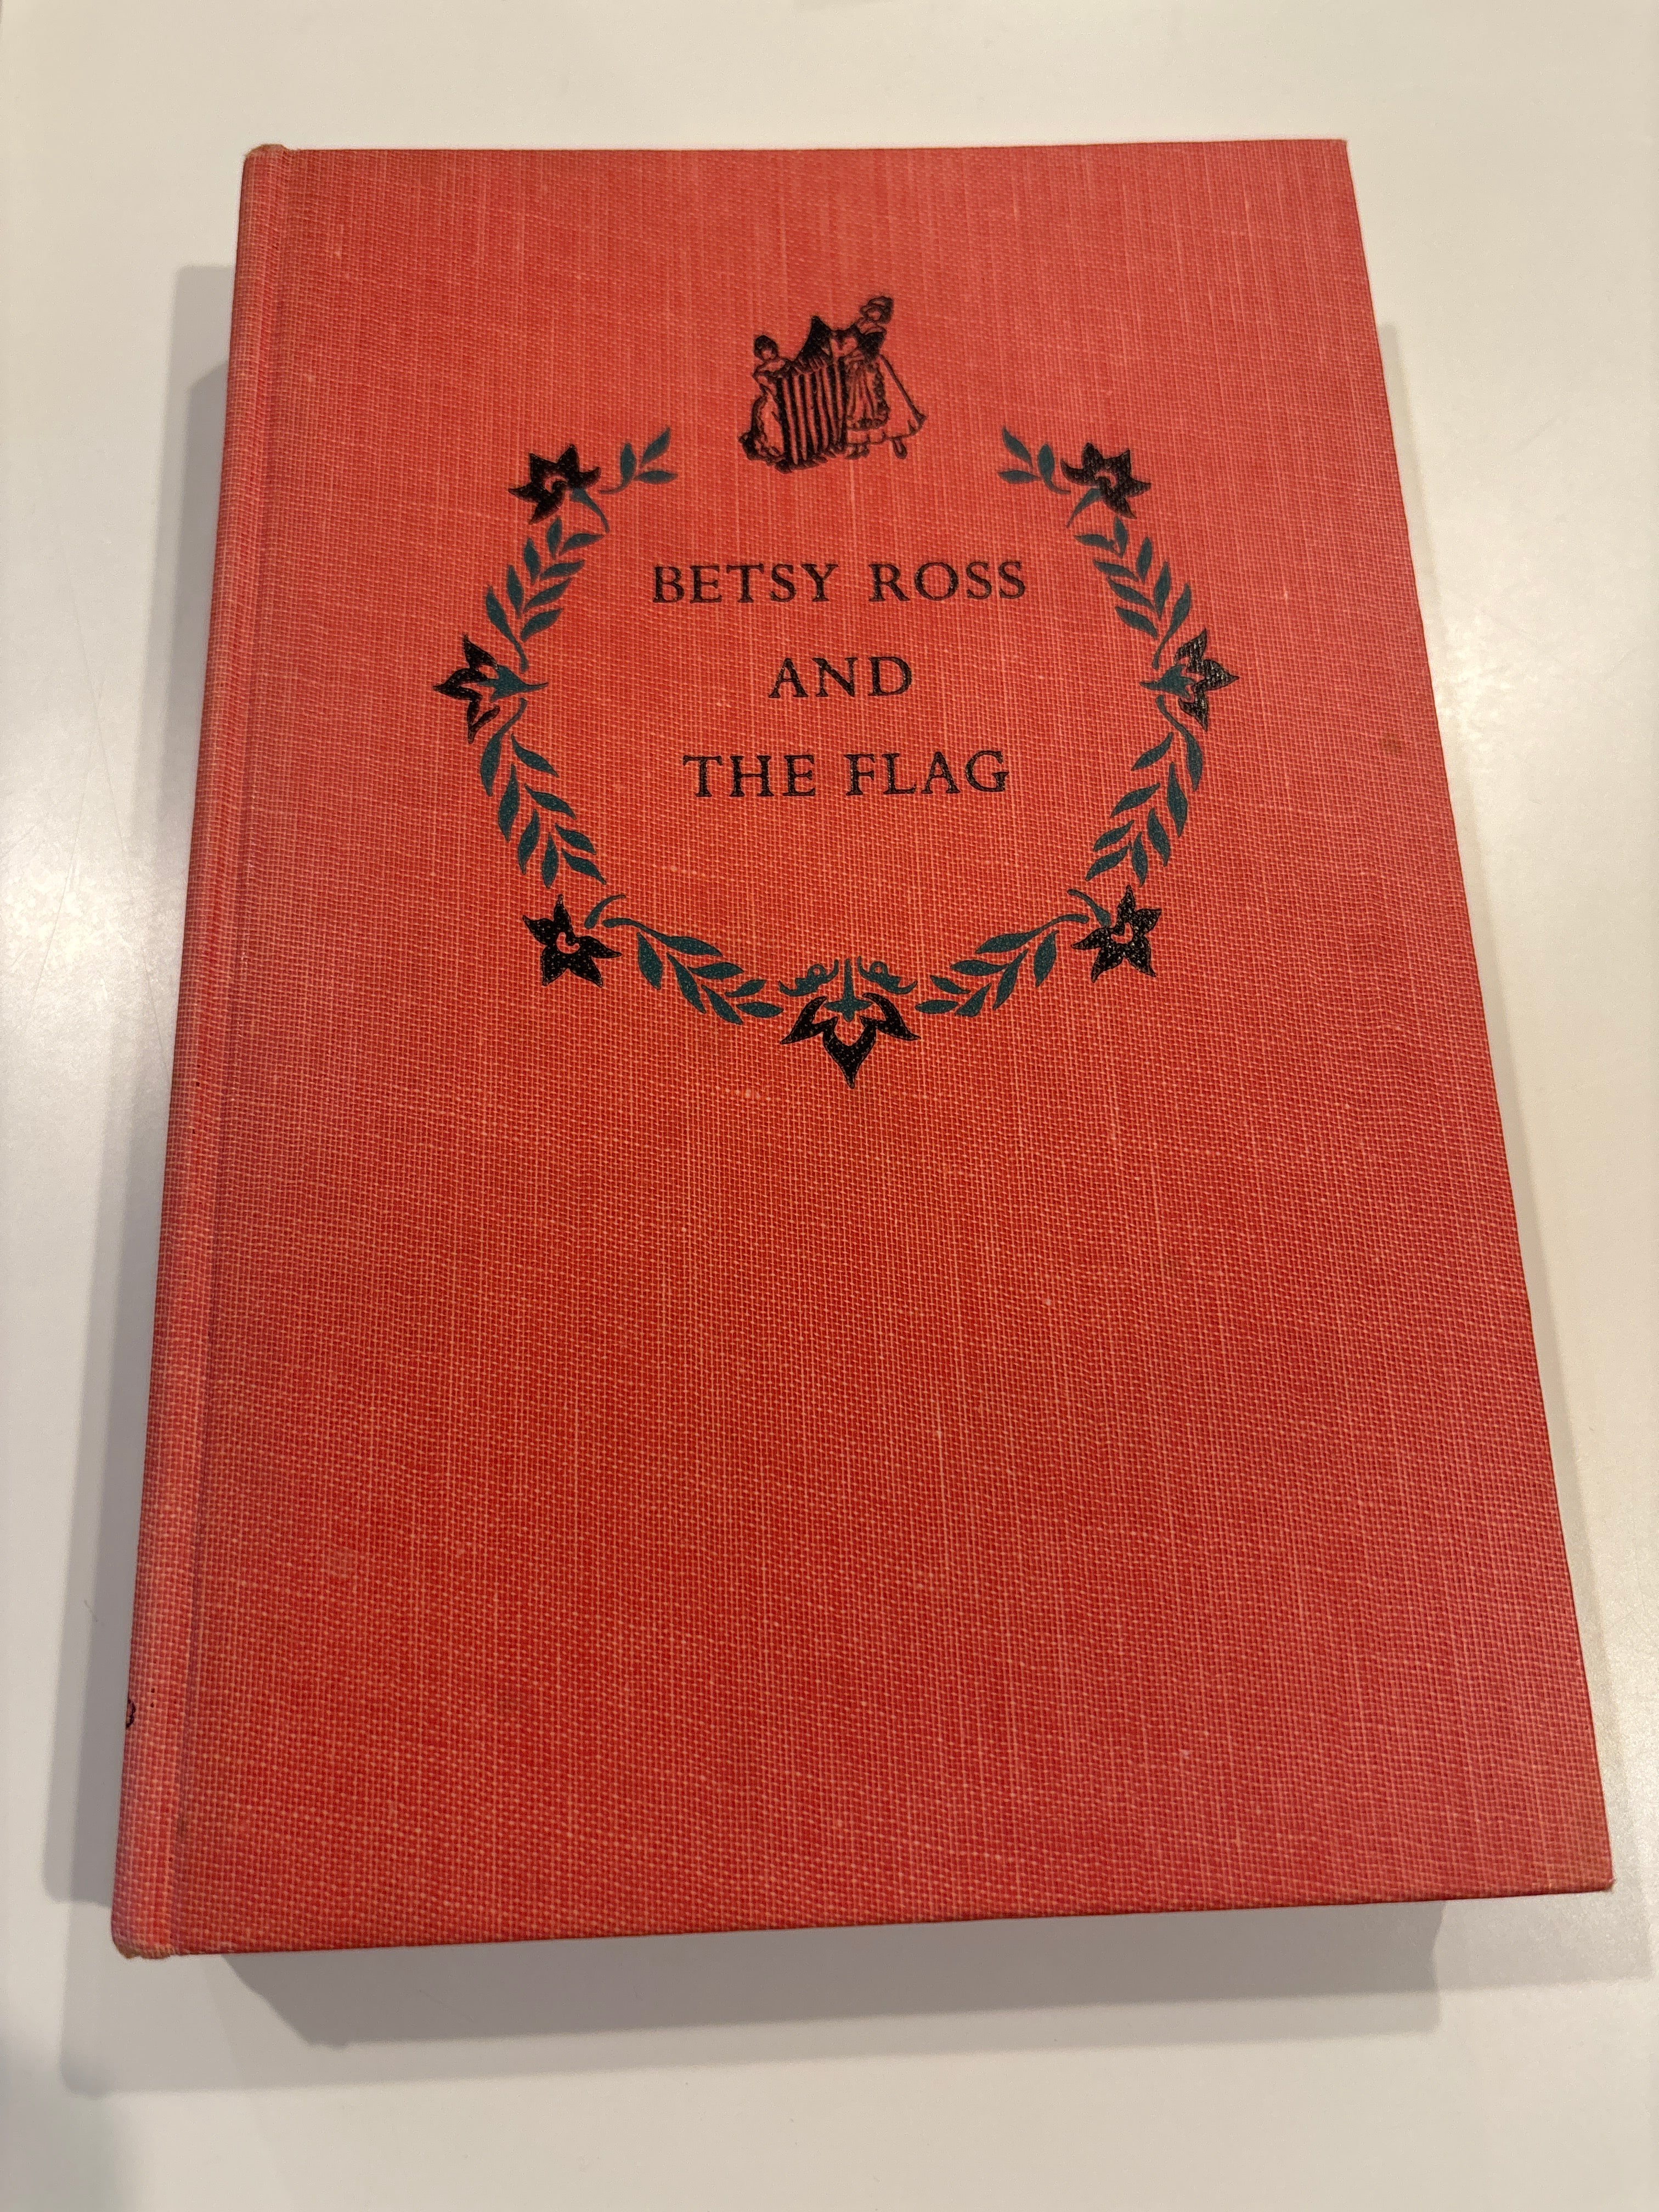 BETSY ROSS
AND
THE FLAG